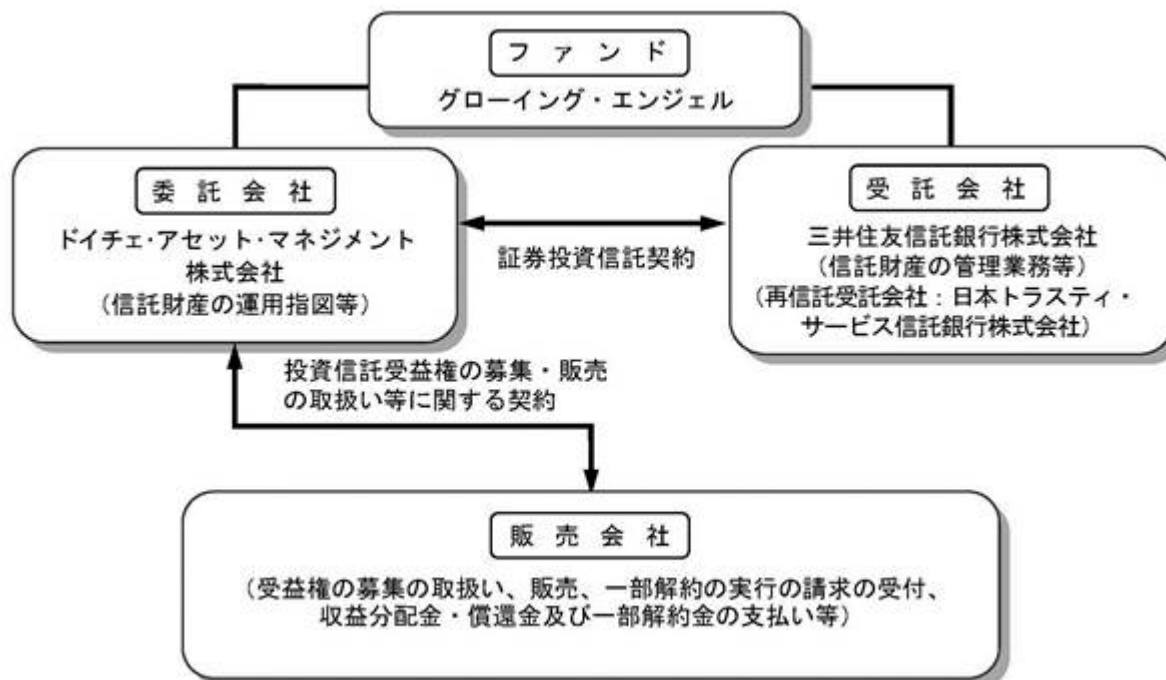 ファンド
グローイング・エンジェル
委託会社
ドイチェ・アセット・マネジメント
株式会社
(信託財産の運用指図等)
証券投資信託契約
受託会社
三井住友信託銀行株式会社
(信託財産の管理業務等)
(再信託受託会社:日本トラスティ・
サービス信託銀行株式会社)
投資信託受益権の募集・販売
の取扱い等に関する契約
販売会社
(受益権の募集の取扱い、販売、一部解約の実行の請求の受付、
収益分配金・償還金及び一部解約金の支払い等)